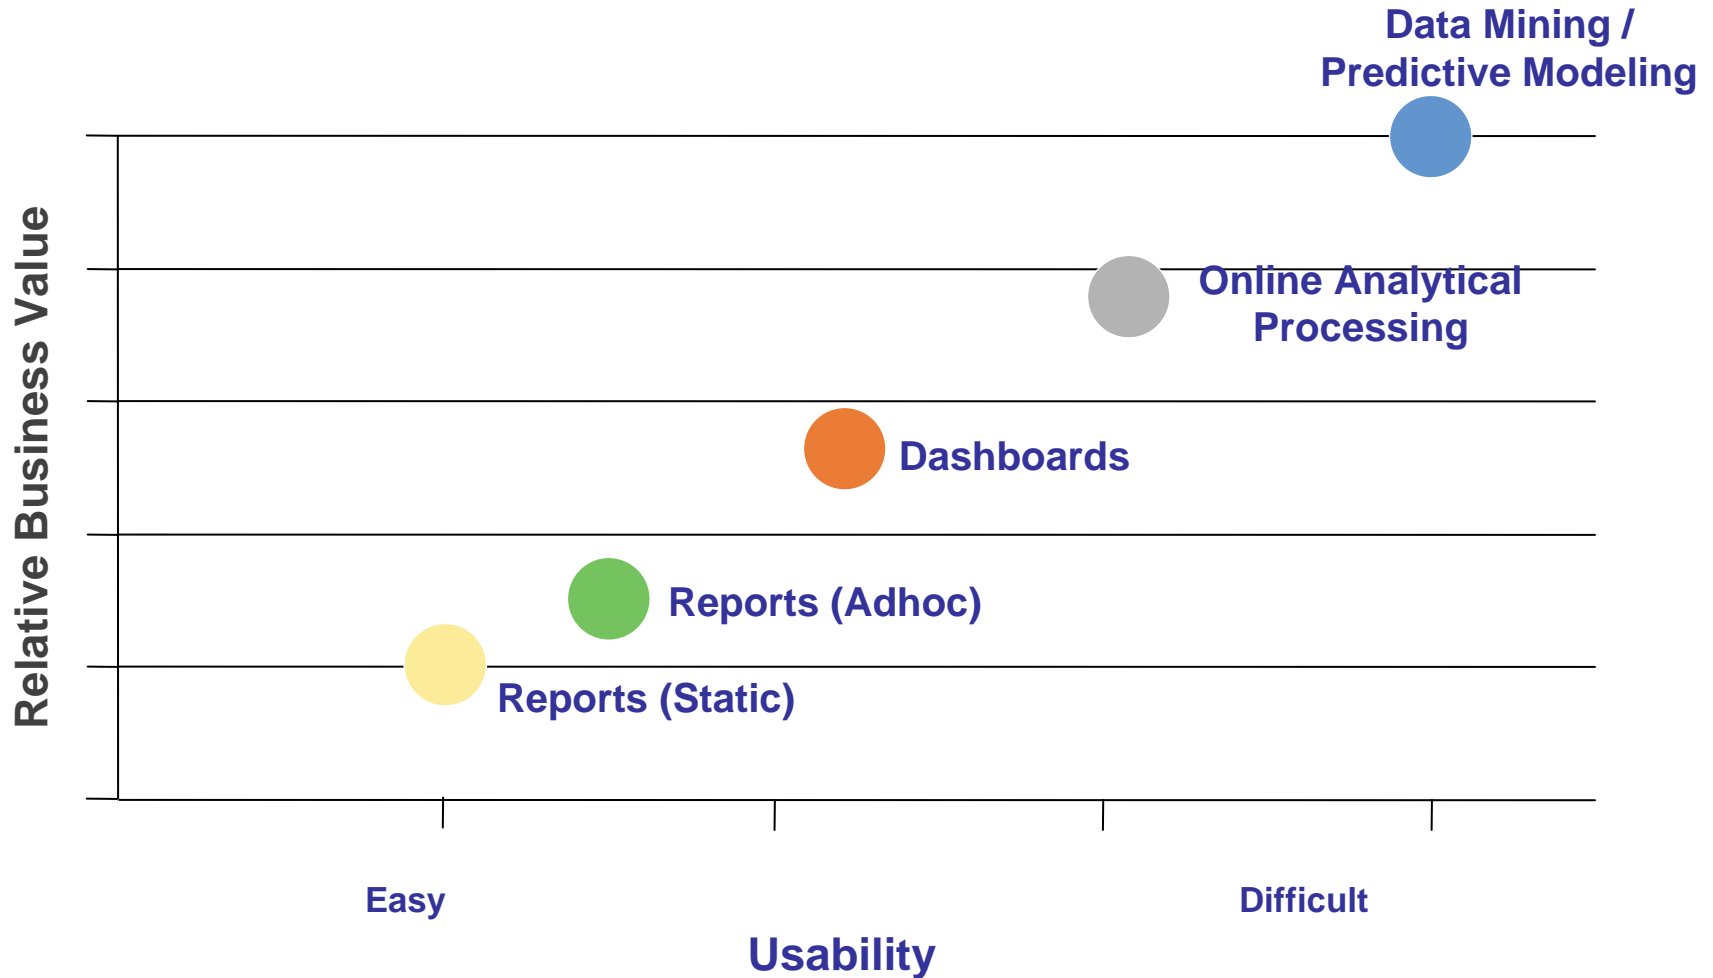 Data Mining /
Predictive Modeling
Relative Business Value
Online Analytical
Processing
Dashboards
Reports (Adhoc)
Reports (Static)
Easy
Difficult
Usability